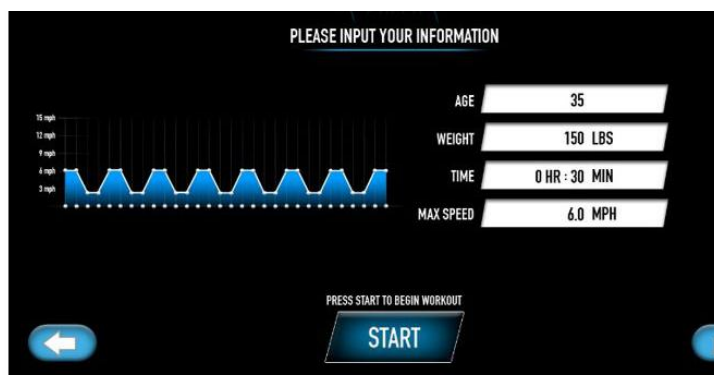 PLEASE INPUT YOUR INFORMATION
15 mph
12 mph
9 mph
6 mph
3 mph
AGE 35
WEIGHT 150 LBS
TIME 0 HR : 30 MIN
MAX SPEED 6.0 MPH
PRESS START TO BEGIN WORKOUT
START